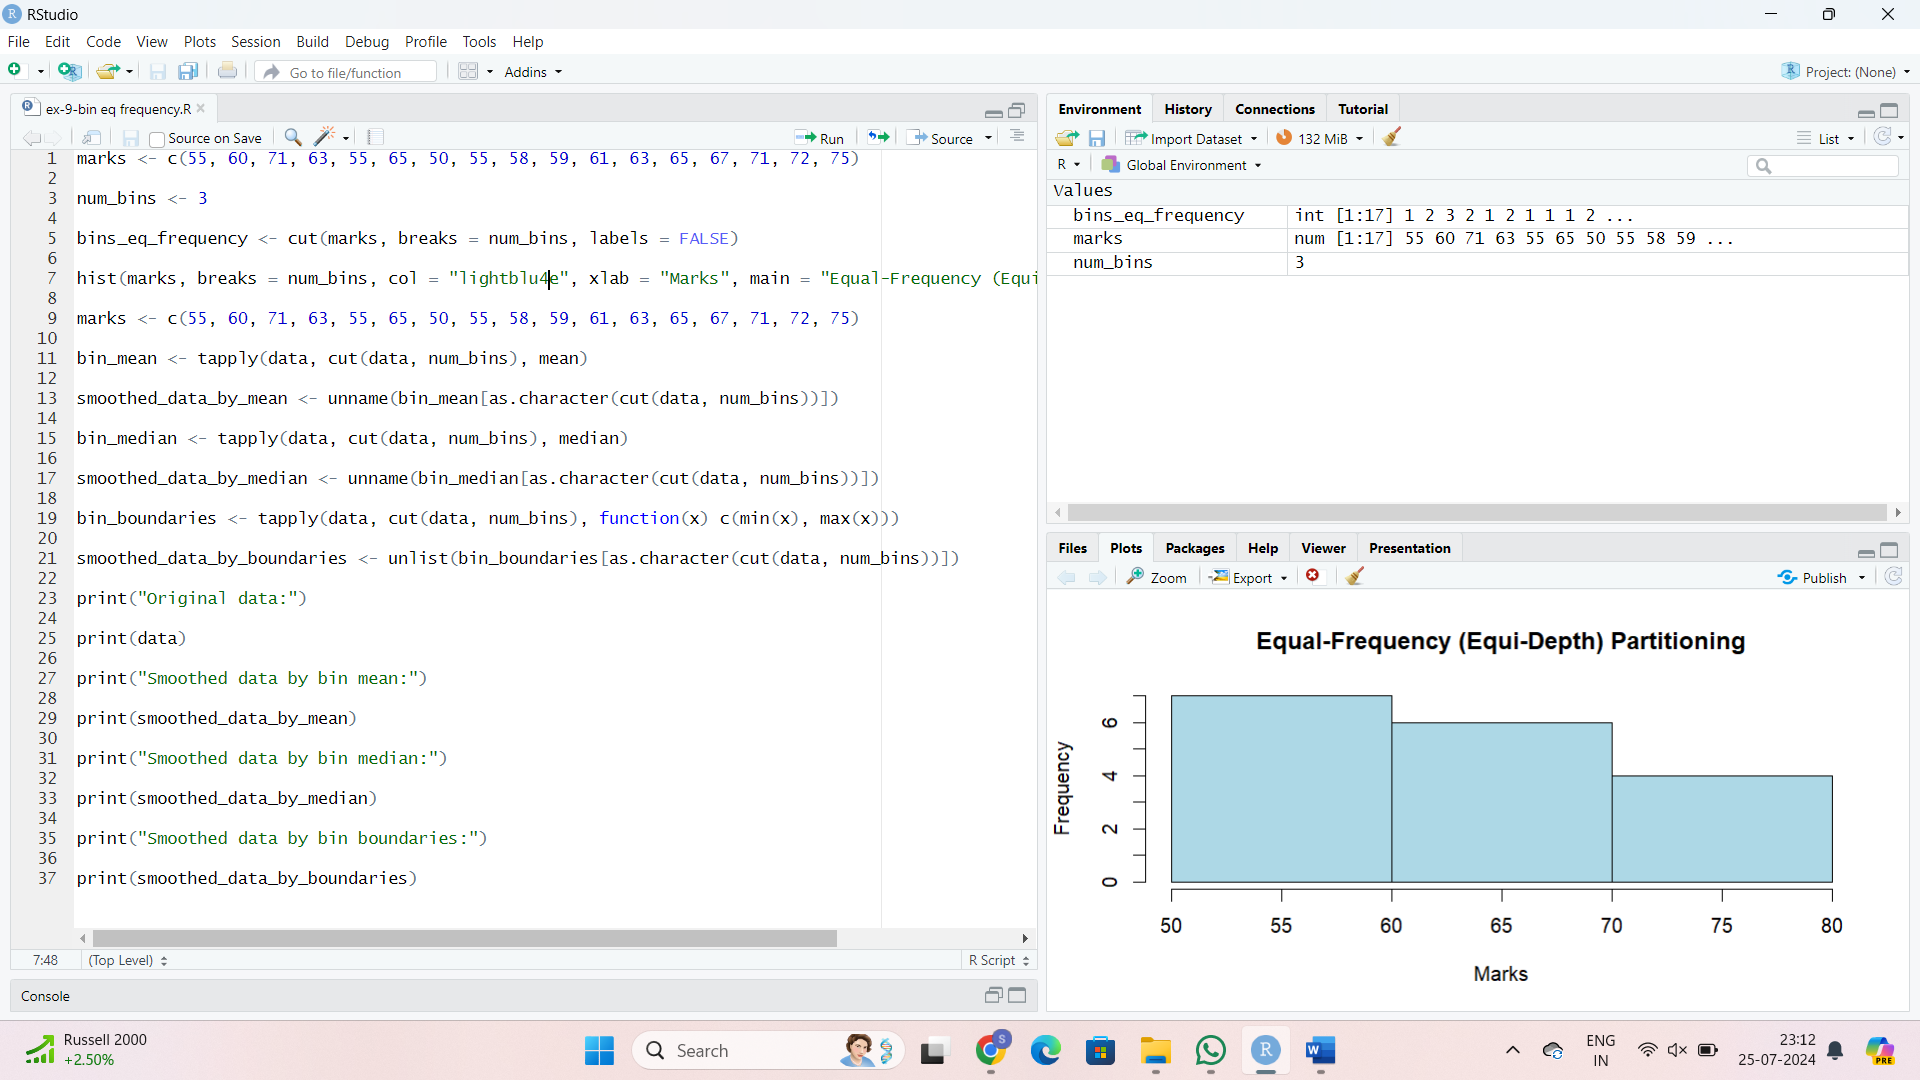 RStudio
File Edit Code View Plots Session Build Debug Profile Tools Help
Go to file/function Addins Project: (None)
ex-9-bin eq frequency.R
Source on Save Run Source
1 marks <- c(55, 60, 71, 63, 55, 65, 50, 55, 58, 59, 61, 63, 65, 67, 71, 72, 75)
2
3 num_bins <- 3
4
5 bins_eq_frequency <- cut(marks, breaks = num_bins, labels = FALSE)
6
7 hist(marks, breaks = num_bins, col = "lightblu4e", xlab = "Marks", main = "Equal-Frequency (Equi
8
9 marks <- c(55, 60, 71, 63, 55, 65, 50, 55, 58, 59, 61, 63, 65, 67, 71, 72, 75)
10
11 bin_mean <- tapply(data, cut(data, num_bins), mean)
12
13 smoothed_data_by_mean <- unname(bin_mean[as.character(cut(data, num_bins))])
14
15 bin_median <- tapply(data, cut(data, num_bins), median)
16
17 smoothed_data_by_median <- unname(bin_median[as.character(cut(data, num_bins))])
18
19 bin_boundaries <- tapply(data, cut(data, num_bins), function(x) c(min(x), max(x)))
20
21 smoothed_data_by_boundaries <- unlist(bin_boundaries[as.character(cut(data, num_bins))])
22
23 print("Original data:")
24
25 print(data)
26
27 print("Smoothed data by bin mean:")
28
29 print(smoothed_data_by_mean)
30
31 print("Smoothed data by bin median:")
32
33 print(smoothed_data_by_median)
34
35 print("Smoothed data by bin boundaries:")
36
37 print(smoothed_data_by_boundaries)
7:48 (Top Level) R Script
Console
Environment History Connections Tutorial
Import Dataset 132 MiB List
R Global Environment
Values
bins_eq_frequency int [1:17] 1 2 3 2 1 2 1 1 1 2 ...
marks num [1:17] 55 60 71 63 55 65 50 55 58 59 ...
num_bins 3
Files Plots Packages Help Viewer Presentation
Zoom Export Publish
Equal-Frequency (Equi-Depth) Partitioning
Frequency
6
4
2
0
50 55 60 65 70 75 80
Marks
Russell 2000
+2.50%
Search
S
R
W
ENG
IN
23:12
25-07-2024
PRE